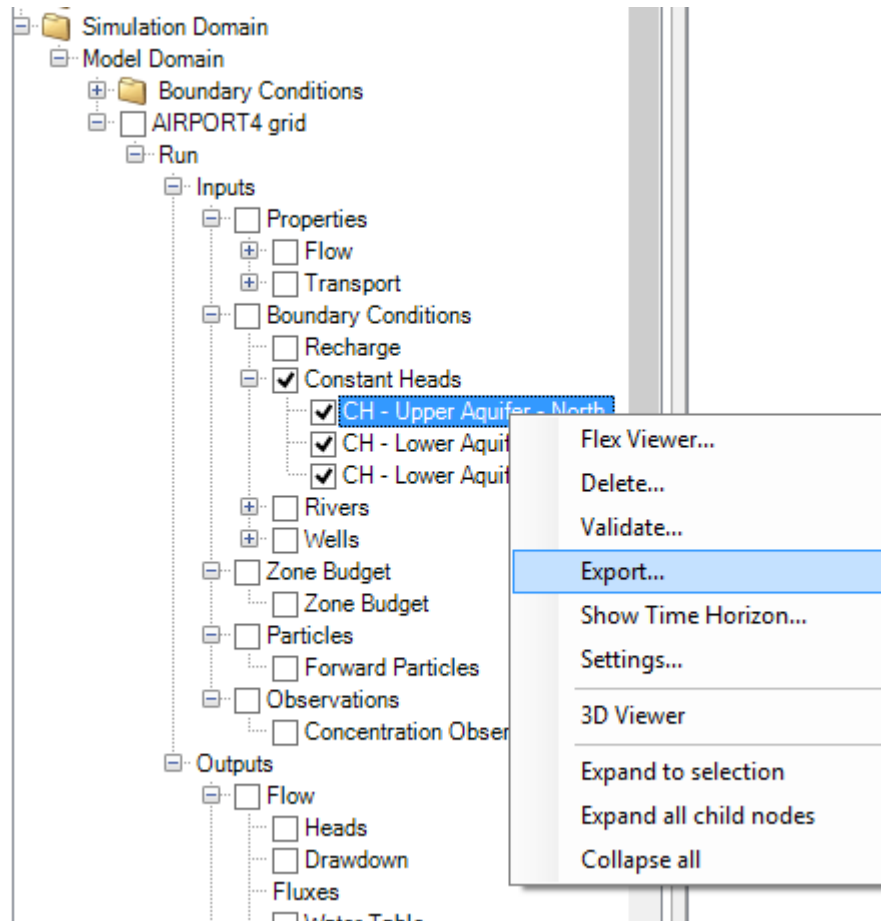 Simulation Domain
Model Domain
Boundary Conditions
AIRPORT4 grid
Run
Inputs
Properties
Flow
Transport
Boundary Conditions
Recharge
Constant Heads
CH - Upper Aquifer - North
CH - Lower Aquif
CH - Lower Aquif
Rivers
Wells
Zone Budget
Zone Budget
Particles
Forward Particles
Observations
Concentration Obser
Outputs
Flow
Heads
Drawdown
Fluxes
Water Table
Flex Viewer...
Delete...
Validate...
Export...
Show Time Horizon...
Settings...
3D Viewer
Expand to selection
Expand all child nodes
Collapse all